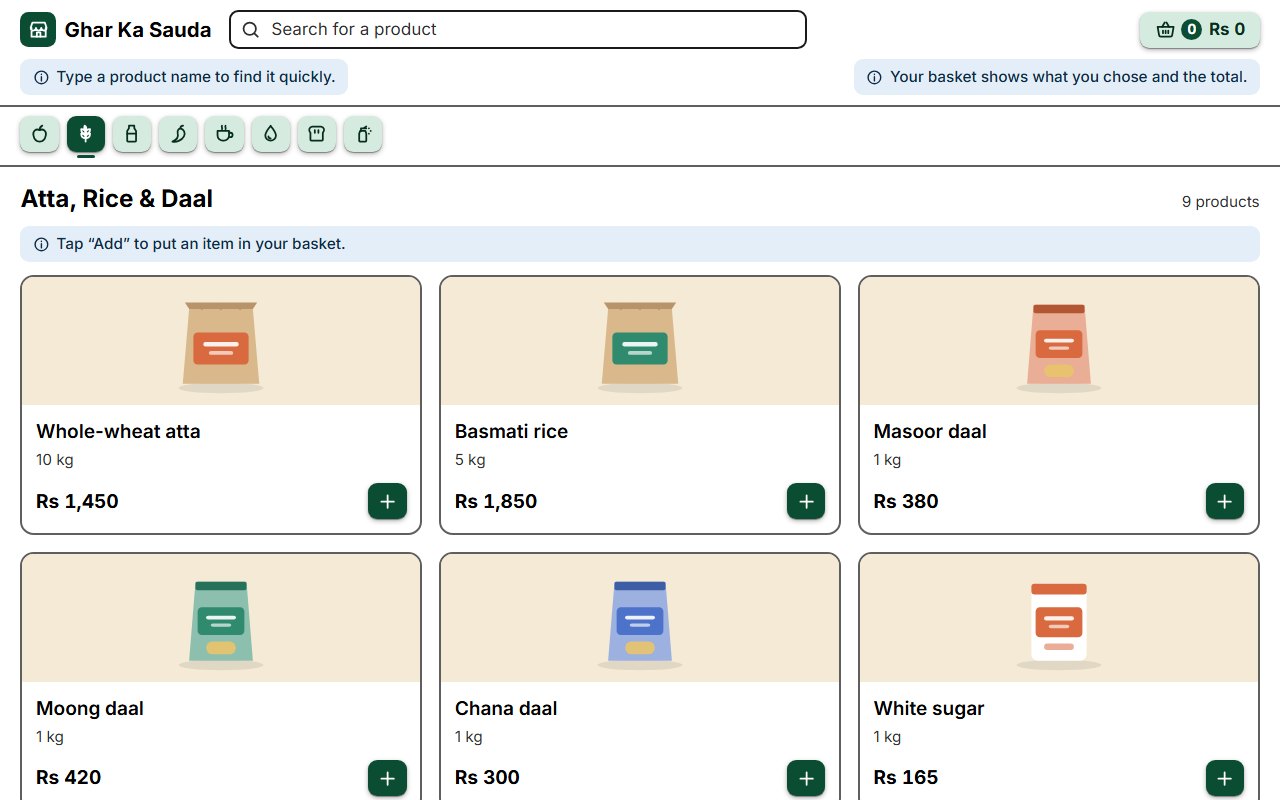 Ghar Ka Sauda
Search for a product
0 Rs 0
Type a product name to find it quickly.
Your basket shows what you chose and the total.
Atta, Rice & Daal
9 products
Tap “Add” to put an item in your basket.
Whole-wheat atta
10 kg
Rs 1,450
Basmati rice
5 kg
Rs 1,850
Masoor daal
1 kg
Rs 380
Moong daal
1 kg
Rs 420
Chana daal
1 kg
Rs 300
White sugar
1 kg
Rs 165